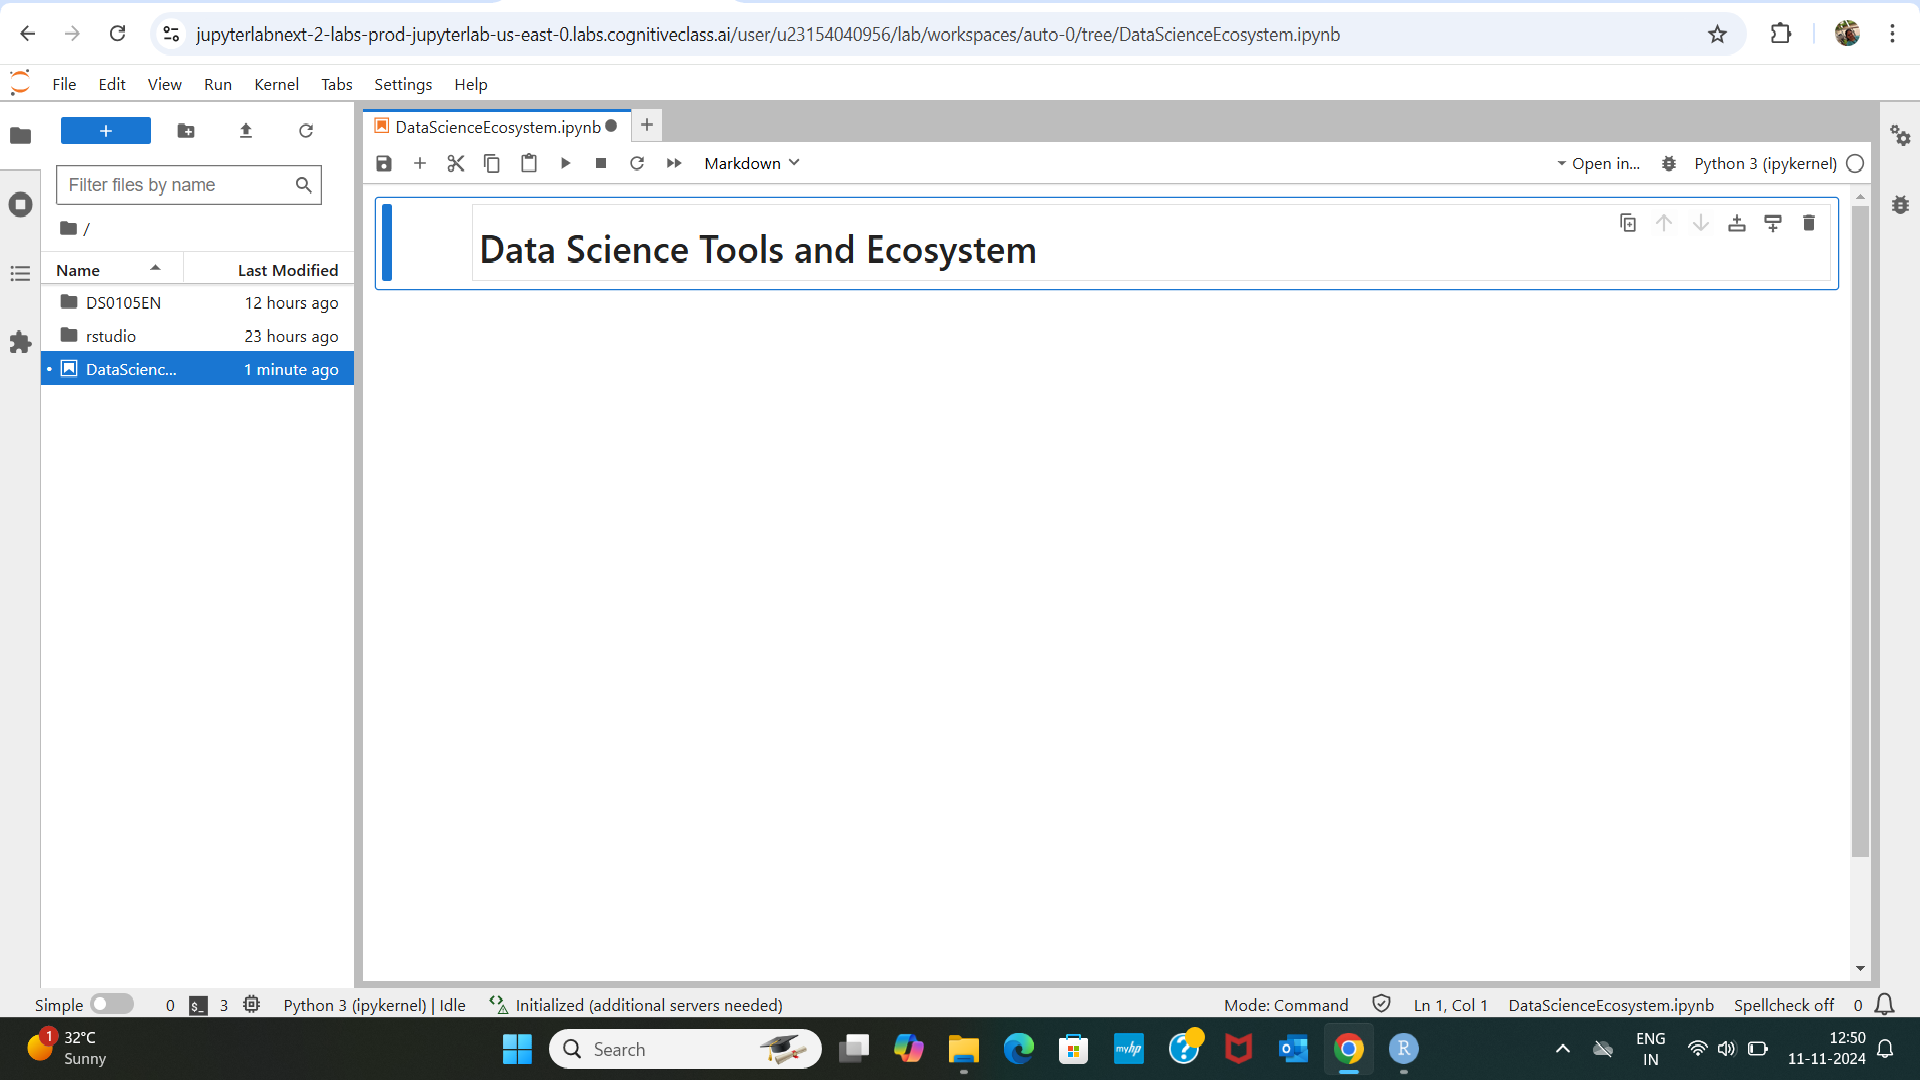 jupyterlabnext-2-labs-prod-jupyterlab-us-east-0.labs.cognitiveclass.ai/user/u23154040956/lab/workspaces/auto-0/tree/DataScienceEcosystem.ipynb
File Edit View Run Kernel Tabs Settings Help
DataScienceEcosystem.ipynb
Markdown Open in... Python 3 (ipykernel)
Filter files by name
/
Name Last Modified
DS0105EN 12 hours ago
rstudio 23 hours ago
DataScienc... 1 minute ago
Data Science Tools and Ecosystem
Simple 0 $_ 3 Python 3 (ipykernel) | Idle Initialized (additional servers needed) Mode: Command Ln 1, Col 1 DataScienceEcosystem.ipynb Spellcheck off 0
1 32°C
Sunny
Search
myhp
R
ENG
IN
12:50
11-11-2024